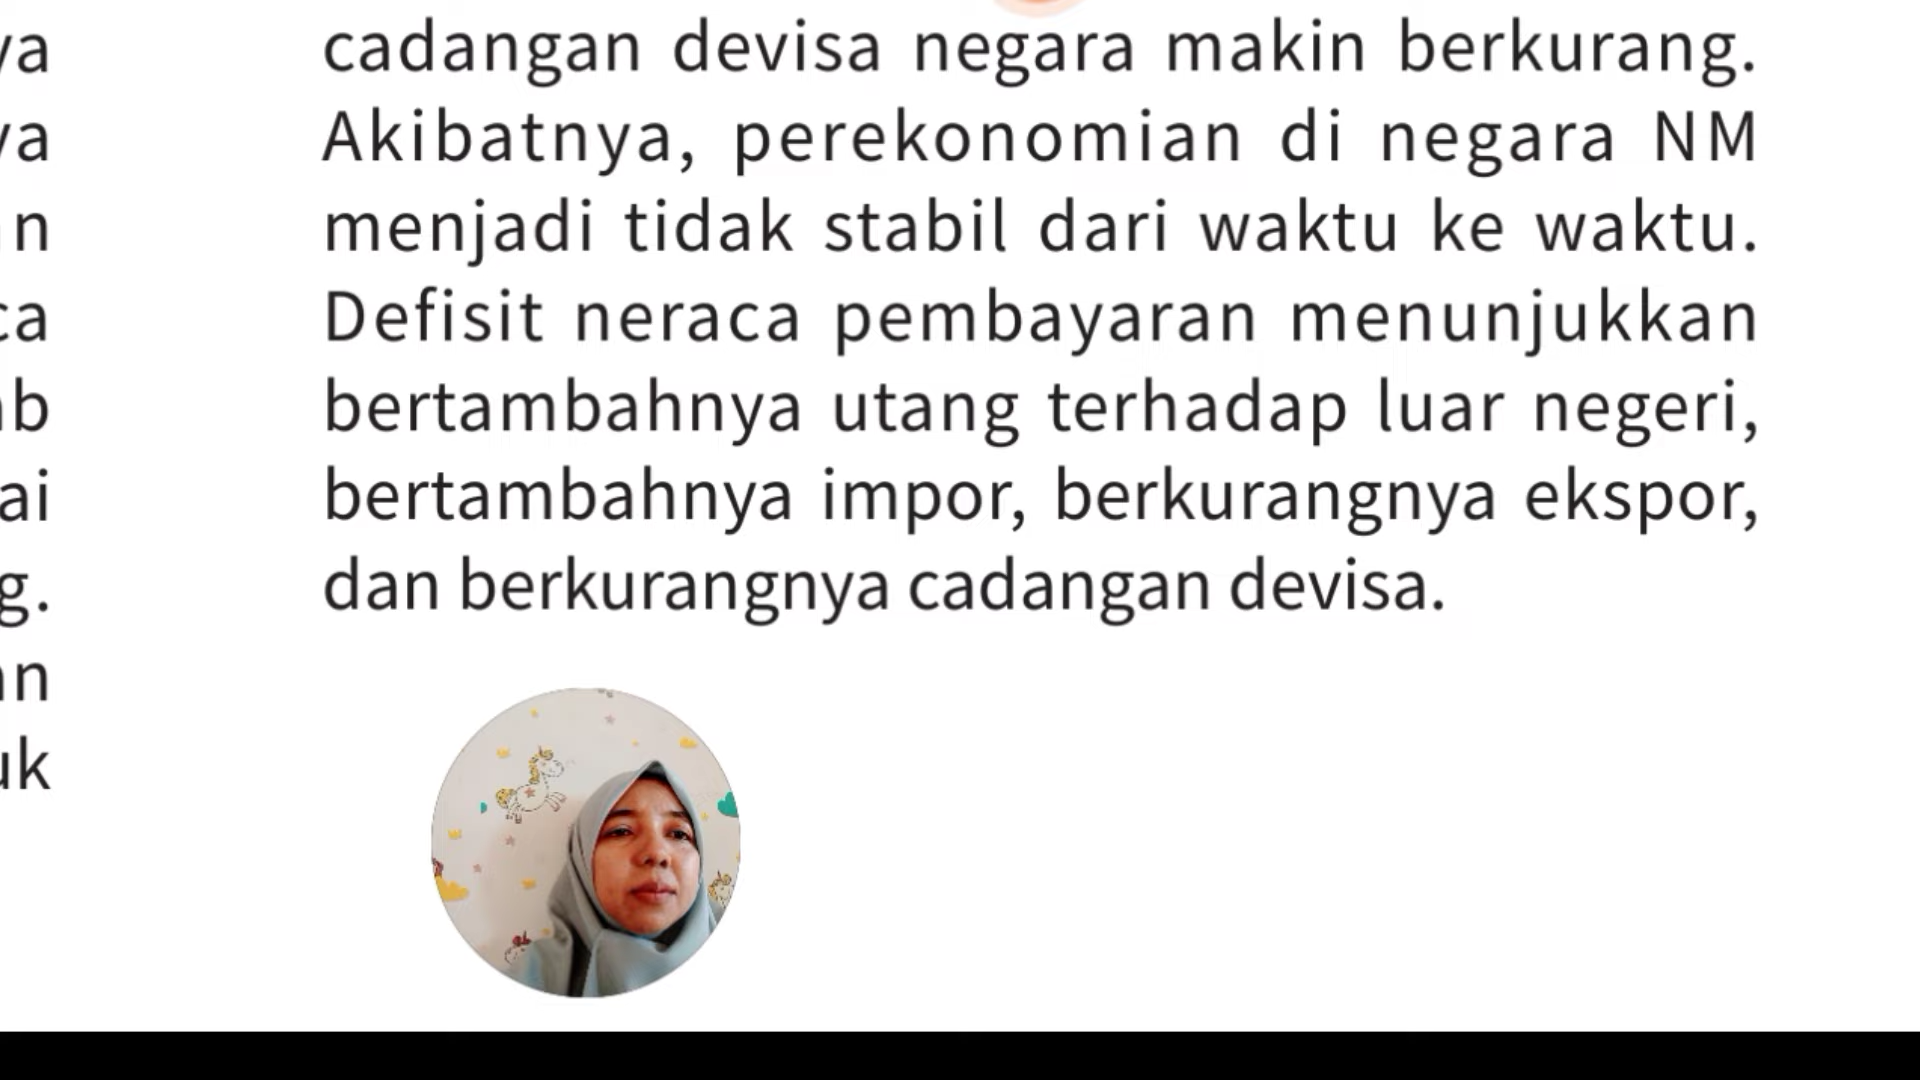 cadangan devisa negara makin berkurang.
Akibatnya, perekonomian di negara NM
menjadi tidak stabil dari waktu ke waktu.
Defisit neraca pembayaran menunjukkan
bertambahnya utang terhadap luar negeri,
bertambahnya impor, berkurangnya ekspor,
dan berkurangnya cadangan devisa.